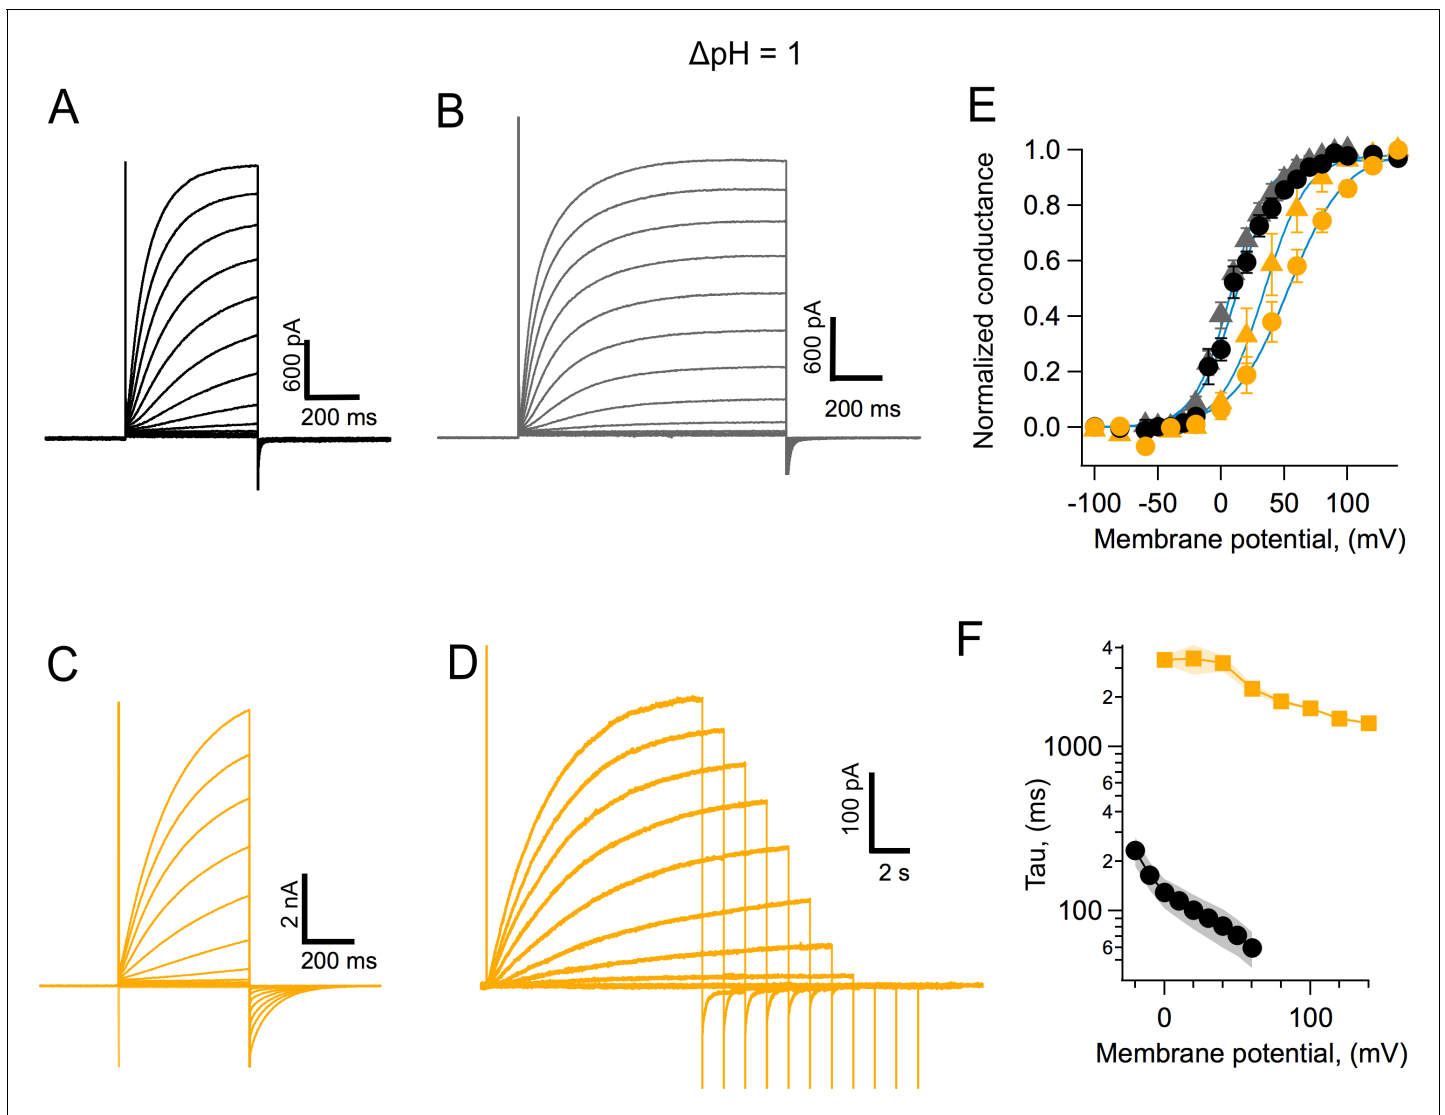 ΔpH = 1
A
B
E
600 pA
200 ms
600 pA
200 ms
Normalized conductance
1.0
0.8
0.6
0.4
0.2
0.0
-100 -50 0 50 100
Membrane potential, (mV)
C
D
F
2 nA
200 ms
100 pA
2 s
Tau, (ms)
4
2
1000
6
4
2
100
6
0 100
Membrane potential, (mV)